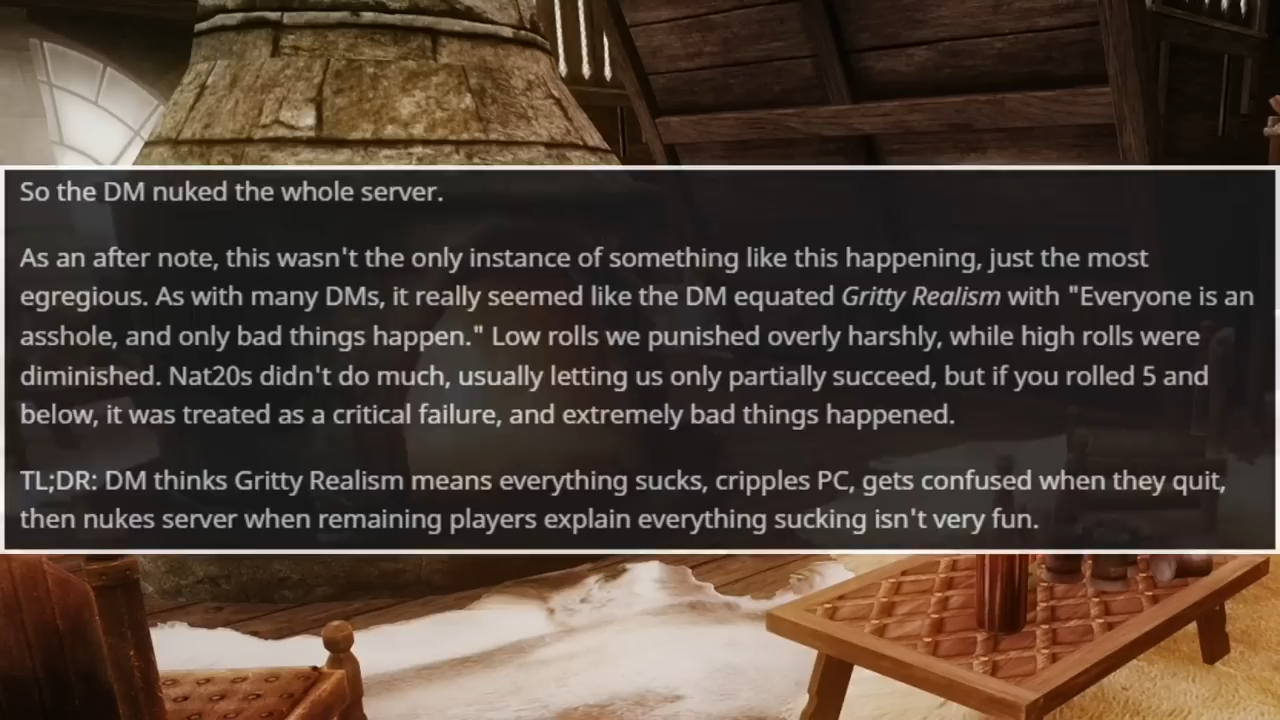 So the DM nuked the whole server.
As an after note, this wasn't the only instance of something like this happening, just the most
egregious. As with many DMs, it really seemed like the DM equated Gritty Realism with "Everyone is an
asshole, and only bad things happen." Low rolls we punished overly harshly, while high rolls were
diminished. Nat20s didn't do much, usually letting us only partially succeed, but if you rolled 5 and
below, it was treated as a critical failure, and extremely bad things happened.
TL;DR: DM thinks Gritty Realism means everything sucks, cripples PC, gets confused when they quit,
then nukes server when remaining players explain everything sucking isn't very fun.